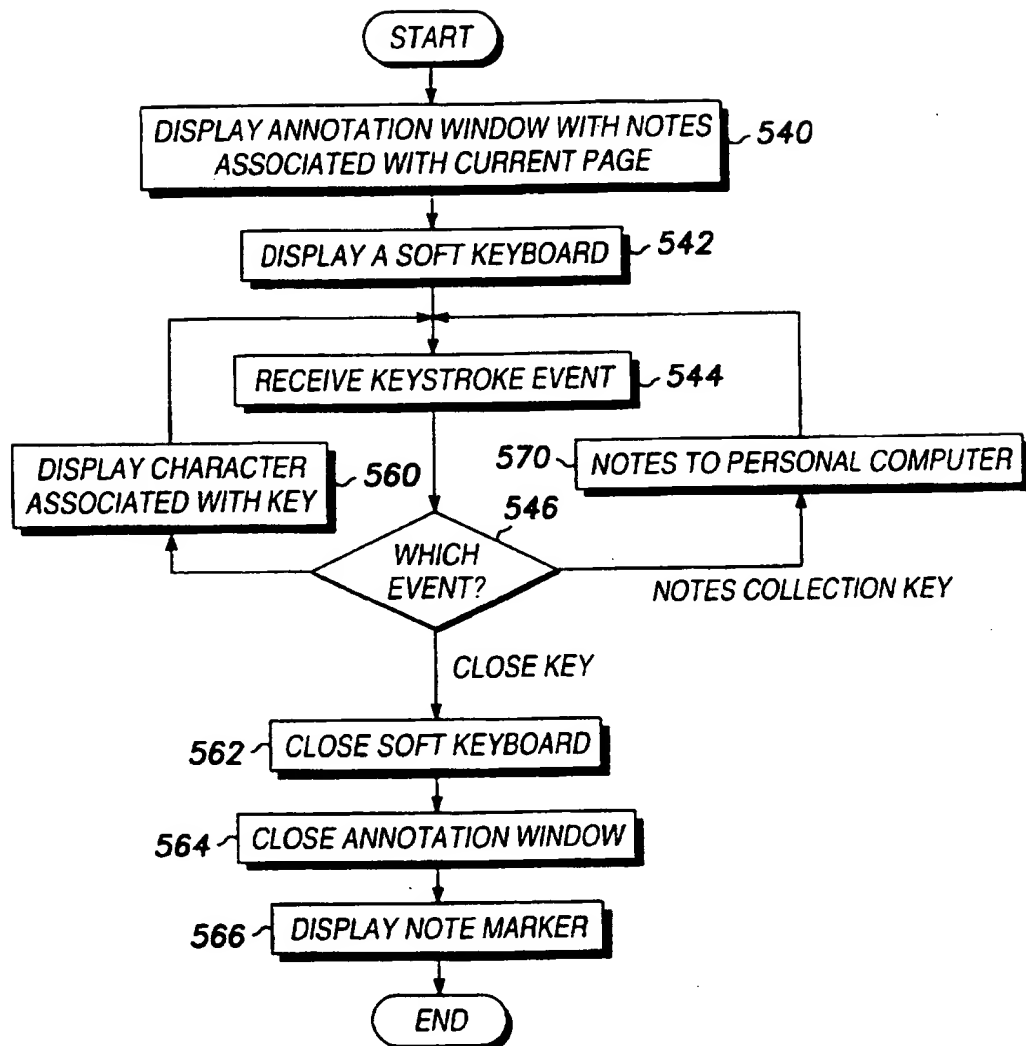 START
DISPLAY ANNOTATION WINDOW WITH NOTES
ASSOCIATED WITH CURRENT PAGE
540
DISPLAY A SOFT KEYBOARD
542
RECEIVE KEYSTROKE EVENT
544
DISPLAY CHARACTER
ASSOCIATED WITH KEY
560
570
NOTES TO PERSONAL COMPUTER
546
WHICH
EVENT?
NOTES COLLECTION KEY
CLOSE KEY
562
CLOSE SOFT KEYBOARD
564
CLOSE ANNOTATION WINDOW
566
DISPLAY NOTE MARKER
END